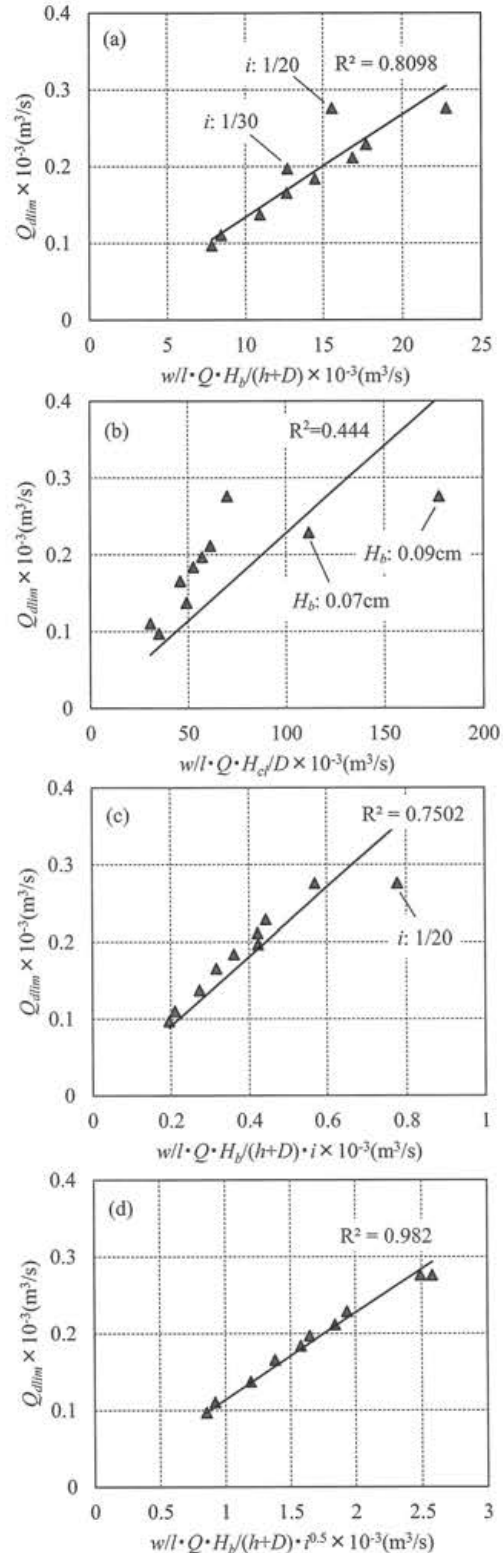 (a)
i: 1/20
R² = 0.8098
i: 1/30
Q_dlim × 10⁻³(m³/s)
0.4
0.3
0.2
0.1
0
0 5 10 15 20 25
w/l・Q・H_b/(h+D) × 10⁻³(m³/s)
(b)
R²=0.444
H_b: 0.09cm
H_b: 0.07cm
Q_dlim × 10⁻³(m³/s)
0.4
0.3
0.2
0.1
0
0 50 100 150 200
w/l・Q・H_cl/D × 10⁻³(m³/s)
(c)
R² = 0.7502
i: 1/20
Q_dlim × 10⁻³(m³/s)
0.4
0.3
0.2
0.1
0
0 0.2 0.4 0.6 0.8 1
w/l・Q・H_b/(h+D)・i × 10⁻³(m³/s)
(d)
R² = 0.982
Q_dlim × 10⁻³(m³/s)
0.4
0.3
0.2
0.1
0
0 1 1.5 2 2.5 3
w/l・Q・H_b/(h+D)・i⁰·⁵ × 10⁻³(m³/s)